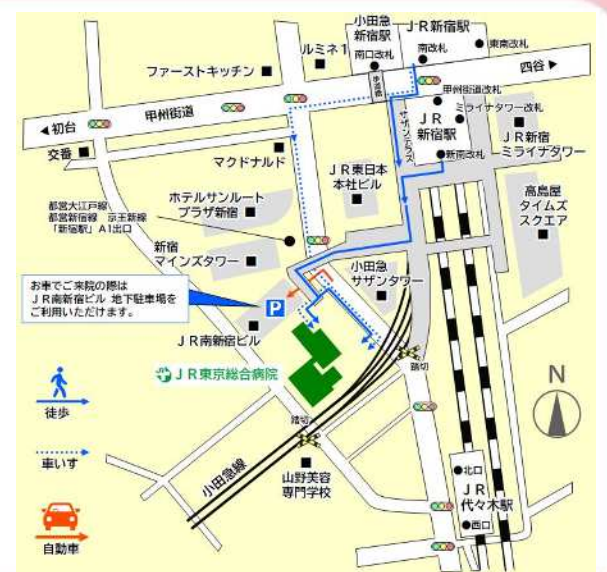 小田急
新宿駅
JR新宿駅
南口改札
南改札
東南改札
ルミネ1
ファーストキッチン
歩道橋
四谷▶
甲州街道
◀初台
甲州街道改札
ミライナタワー改札
JR
新宿駅
サザンテラス
JR新宿
ミライナタワー
交番
マクドナルド
新南改札
JR東日本
本社ビル
ホテルサンルート
プラザ新宿
高島屋
タイムズ
スクエア
都営大江戸線
都営新宿線 京王新線
「新宿駅」A1出口
新宿
マインズタワー
小田急
サザンタワー
お車でご来院の際は
JR南新宿ビル 地下駐車場を
ご利用いただけます。
P
JR南新宿ビル
踏切
JR東京総合病院
N
徒歩
踏切
車いす
小田急線
山野美容
専門学校
北口
JR
代々木駅
西口
自動車